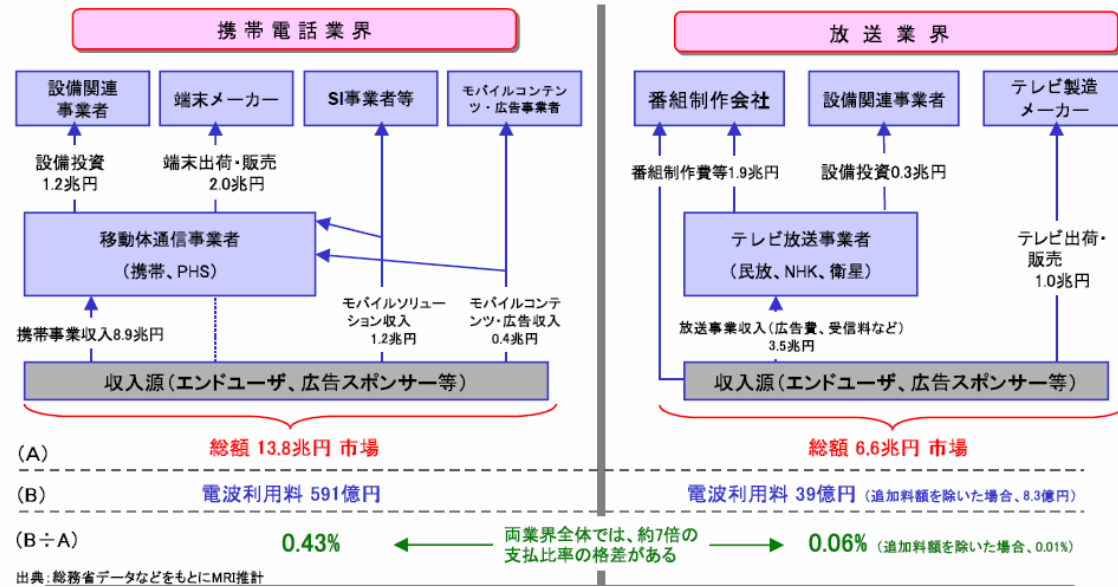 携帯電話業界
設備関連
事業者
端末メーカー
SI事業者等
モバイルコンテン
ツ・広告事業者
設備投資
1.2兆円
端末出荷・販売
2.0兆円
移動体通信事業者
(携帯、PHS)
携帯事業収入8.9兆円
モバイルソリュー
ション収入
1.2兆円
モバイルコンテ
ンツ・広告収入
0.4兆円
収入源(エンドユーザ、広告スポンサー等)
放送業界
番組制作会社
設備関連事業者
テレビ製造
メーカー
番組制作費等1.9兆円
設備投資0.3兆円
テレビ放送事業者
(民放、NHK、衛星)
テレビ出荷・
販売
1.0兆円
放送事業収入(広告費、受信料など)
3.5兆円
収入源(エンドユーザ、広告スポンサー等)
(A)
総額 13.8兆円 市場
総額 6.6兆円 市場
(B)
電波利用料 591億円
電波利用料 39億円 (追加料額を除いた場合、8.3億円)
(B÷A)
0.43%
両業界全体では、約7倍の
支払比率の格差がある
0.06% (追加料額を除いた場合、0.01%)
出典:総務省データなどをもとにMRI推計